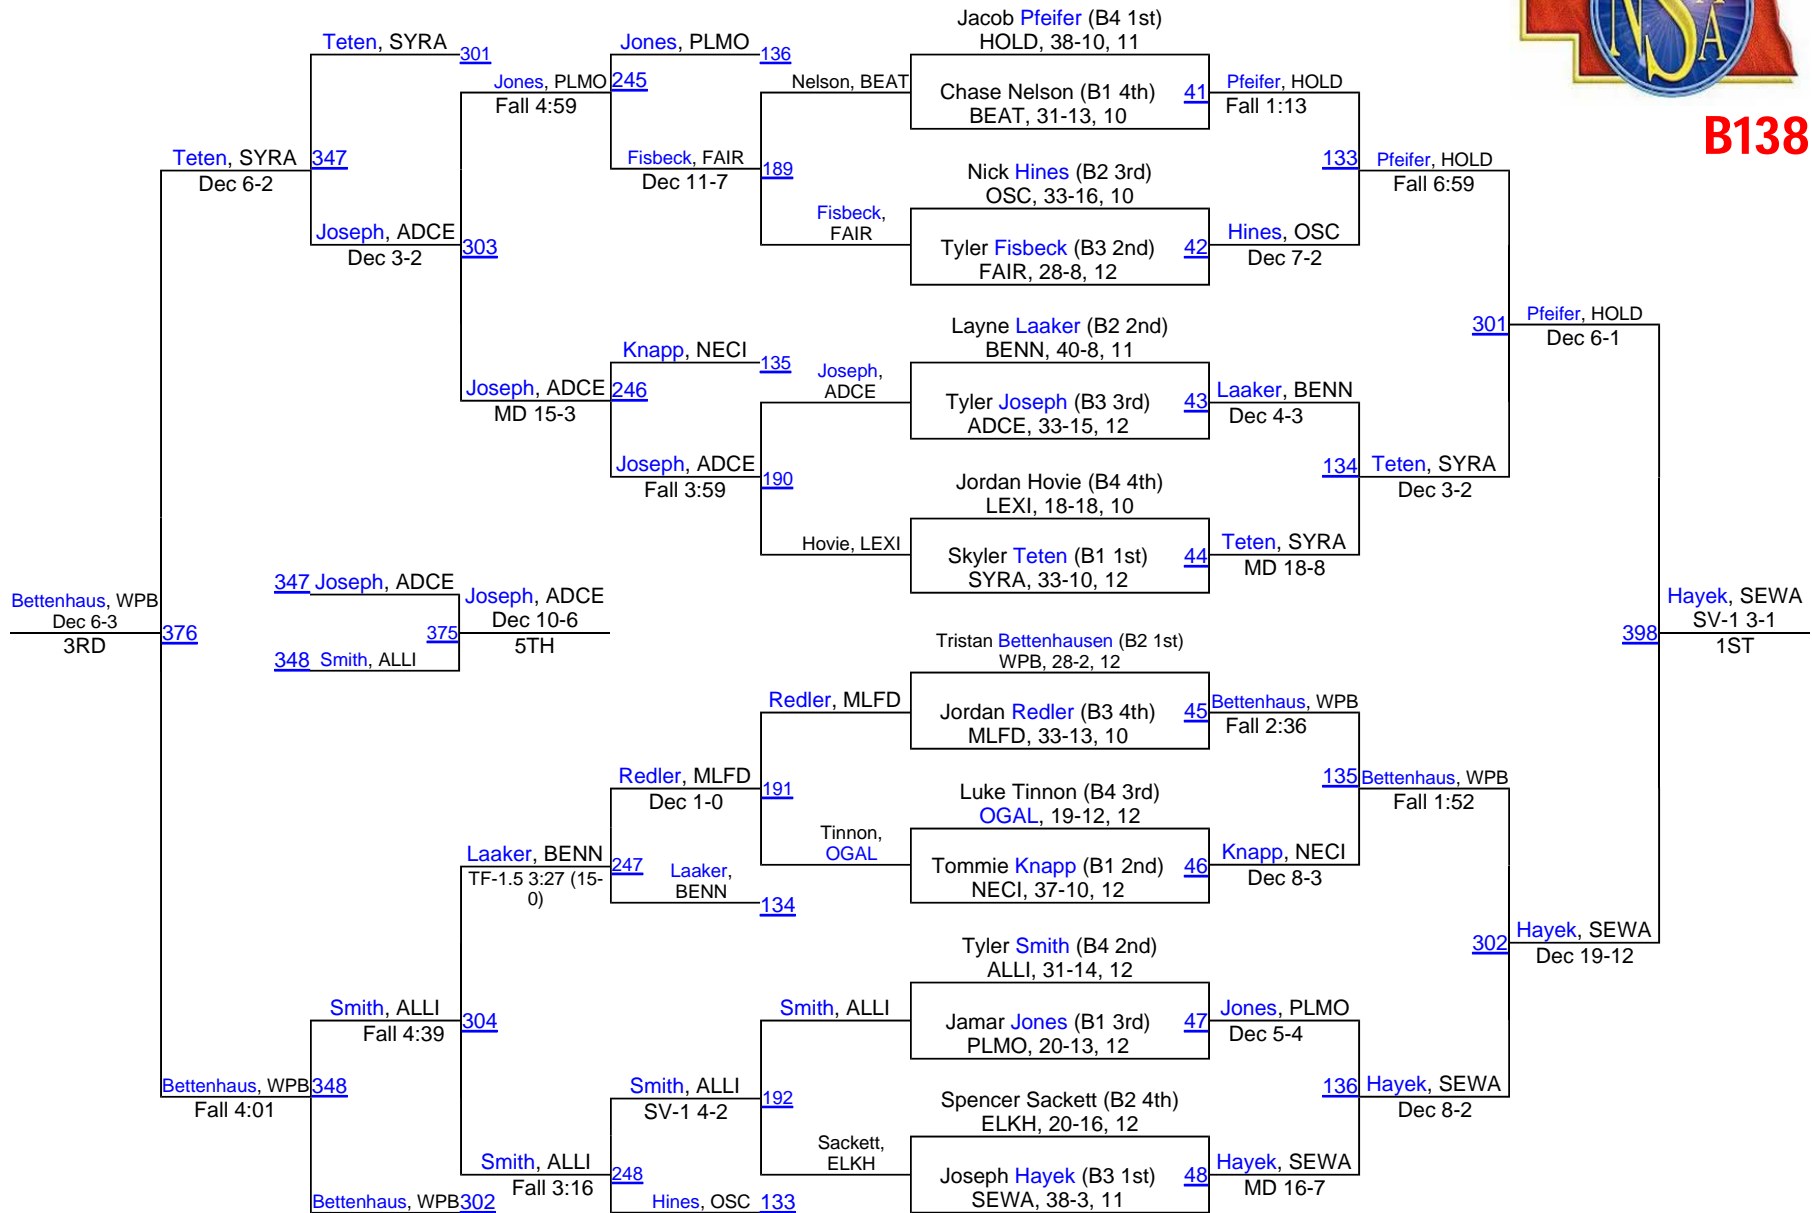 Jacob Pfeifer (B4 1st)
HOLD, 38-10, 11
Teten, SYRA
301
Jones, PLMO
136
Jones, PLMO
245
Fall 4:59
Nelson, BEAT
Chase Nelson (B1 4th)
BEAT, 31-13, 10
41
Pfeifer, HOLD
Fall 1:13
NSAA
B138
Teten, SYRA
347
Dec 6-2
Fisbeck, FAIR
189
Dec 11-7
Nick Hines (B2 3rd)
OSC, 33-16, 10
133
Pfeifer, HOLD
Fall 6:59
Joseph, ADCE
303
Dec 3-2
Fisbeck,
FAIR
Tyler Fisbeck (B3 2nd)
FAIR, 28-8, 12
42
Hines, OSC
Dec 7-2
Layne Laaker (B2 2nd)
BENN, 40-8, 11
301
Pfeifer, HOLD
Dec 6-1
Knapp, NECI
135
Joseph, ADCE
246
MD 15-3
Joseph,
ADCE
Tyler Joseph (B3 3rd)
ADCE, 33-15, 12
43
Laaker, BENN
Dec 4-3
Joseph, ADCE
190
Fall 3:59
Jordan Hovie (B4 4th)
LEXI, 18-18, 10
134
Teten, SYRA
Dec 3-2
Hovie, LEXI
Skyler Teten (B1 1st)
SYRA, 33-10, 12
44
Teten, SYRA
MD 18-8
347
Joseph, ADCE
Joseph, ADCE
375
Dec 10-6
5TH
348
Smith, ALLI
Bettenhaus, WPB
Dec 6-3
376
3RD
Hayek, SEWA
SV-1 3-1
398
1ST
Tristan Bettenhausen (B2 1st)
WPB, 28-2, 12
Redler, MLFD
Jordan Redler (B3 4th)
MLFD, 33-13, 10
45
Bettenhaus, WPB
Fall 2:36
Redler, MLFD
191
Dec 1-0
Luke Tinnon (B4 3rd)
OGAL, 19-12, 12
135
Bettenhaus, WPB
Fall 1:52
Tinnon,
OGAL
Laaker, BENN
247
TF-1.5 3:27 (15-
0)
Laaker,
BENN
134
Tommie Knapp (B1 2nd)
NECI, 37-10, 12
46
Knapp, NECI
Dec 8-3
Tyler Smith (B4 2nd)
ALLI, 31-14, 12
302
Hayek, SEWA
Dec 19-12
Smith, ALLI
304
Fall 4:39
Smith, ALLI
Jamar Jones (B1 3rd)
PLMO, 20-13, 12
47
Jones, PLMO
Dec 5-4
Bettenhaus, WPB
348
Fall 4:01
Smith, ALLI
192
SV-1 4-2
Spencer Sackett (B2 4th)
ELKH, 20-16, 12
136
Hayek, SEWA
Dec 8-2
Sackett,
ELKH
Smith, ALLI
248
Fall 3:16
Joseph Hayek (B3 1st)
SEWA, 38-3, 11
48
Hayek, SEWA
MD 16-7
Bettenhaus, WPB
302
Hines, OSC
133